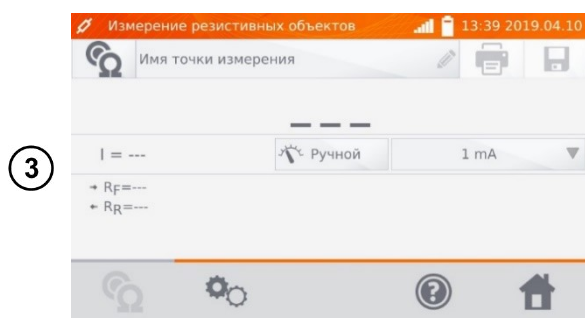 Измерение резистивных объектов 13:39 2019.04.10
Имя точки измерения
---
I = --- Ручной 1 mA
3
→ RF=---
← RR=---
?